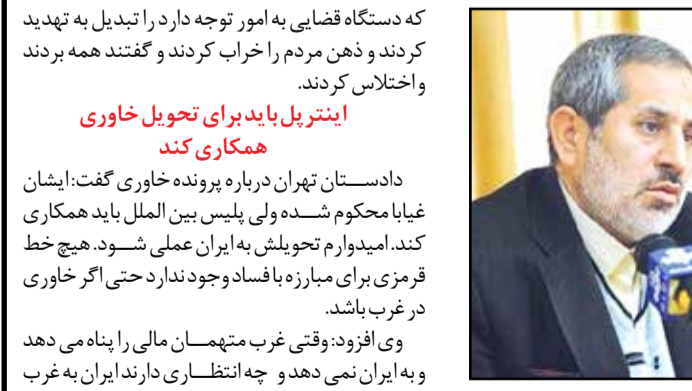 که دستگاه قضایی به امور توجه دارد را تبدیل به تهدید
کردند و ذهن مردم را خراب کردند و گفتند همه بردند
و اختلاس کردند.
اینترپل باید برای تحویل خاوری
همکاری کند
دادستان تهران درباره پرونده خاوری گفت: ایشان
غیابا محکوم شده ولی پلیس بین الملل باید همکاری
کند. امیدوارم تحویلش به ایران عملی شود. هیچ خط
قرمزی برای مبارزه با فساد وجود ندارد حتی اگر خاوری
در غرب باشد.
وی افزود: وقتی غرب متهمان مالی را پناه می دهد
و به ایران نمی دهد و چه انتظاری دارند ایران به غرب